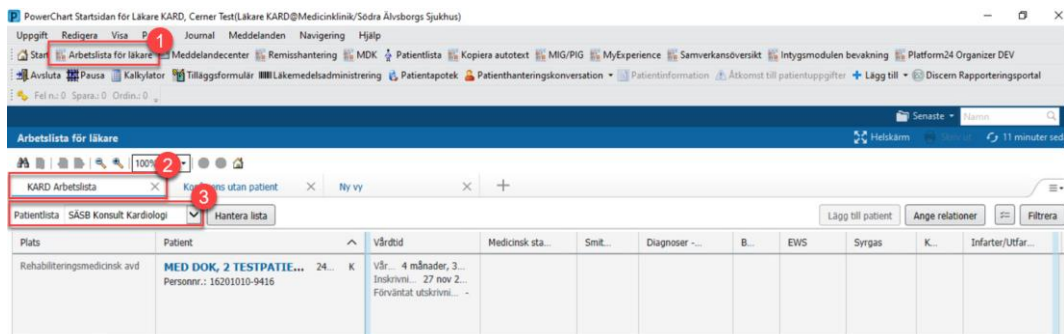 PowerChart Startsidan för Läkare KARD, Cerner Test(Läkare KARD@Medicinklinik/Södra Älvsborgs Sjukhus)
Uppgift Redigera Visa P Journal Meddelanden Navigering Hjälp
1
Start Arbetslista för läkare Meddelandecenter Remisshantering MDK Patientlista Kopiera autotext MIG/PIG MyExperience Samverkansöversikt Intygsmodulen bevakning Platform24 Organizer DEV
Avsluta Pausa Kalkylator Tilläggsformulär Läkemedelsadministrering Patientapotek Patienthanteringskonversation Patientinformation Åtkomst till patientuppgifter Lägg till Discern Rapporteringsportal
Fel n.: 0 Spara.: 0 Ordin.: 0
Senaste Namn
Arbetslista för läkare Helskärm Skriv ut 11 minuter sed
100%
2
KARD Arbetslista utan patient Ny vy
3
Patientlista SÄSB Konsult Kardiologi Hantera lista Lägg till patient Ange relationer Filtrera
Plats Patient Vårdtid Medicinsk sta... Smit... Diagnoser -... B... EWS Syrgas K... Infarter/Utfar...
Rehabiliteringsmedicinsk avd MED DOK, 2 TESTPATIE... 24... K Vår... 4 månader, 3...
Personnr.: 16201010-9416 Inskrivni... 27 nov 2...
Förväntat utskrivni... -